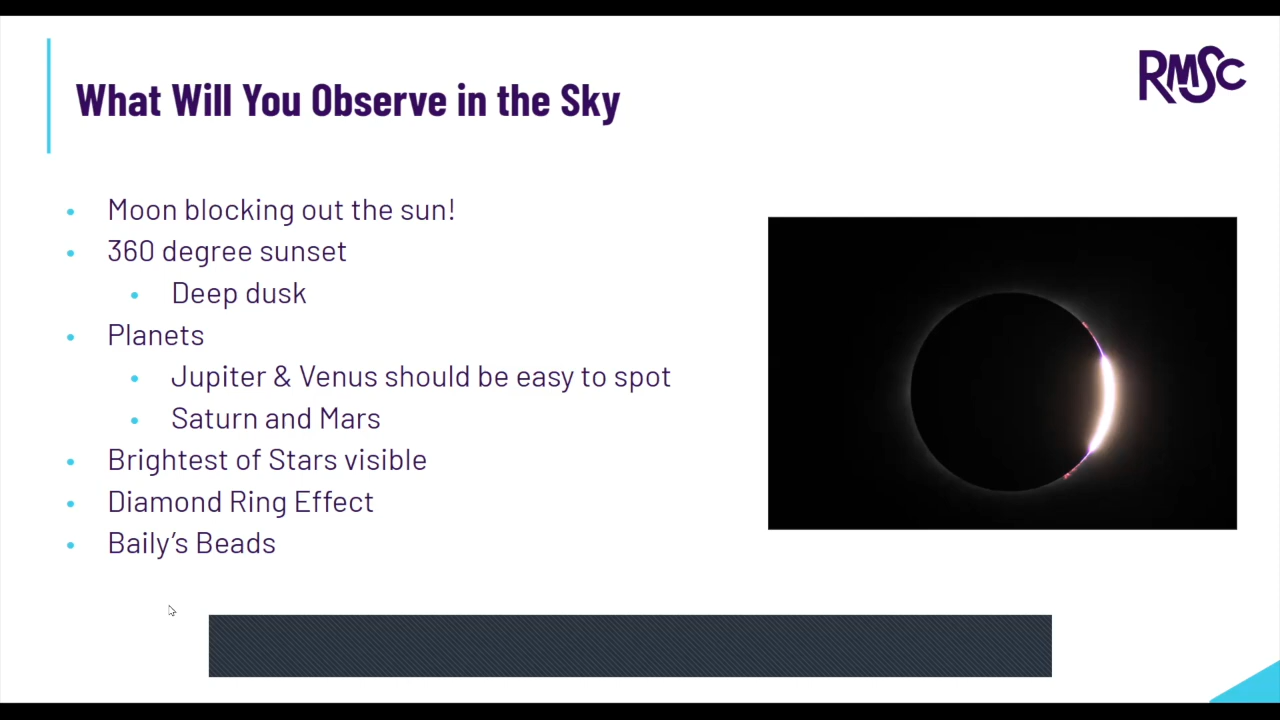 What Will You Observe in the Sky
RMSC
Moon blocking out the sun!
360 degree sunset
Deep dusk
Planets
Jupiter & Venus should be easy to spot
Saturn and Mars
Brightest of Stars visible
Diamond Ring Effect
Baily’s Beads